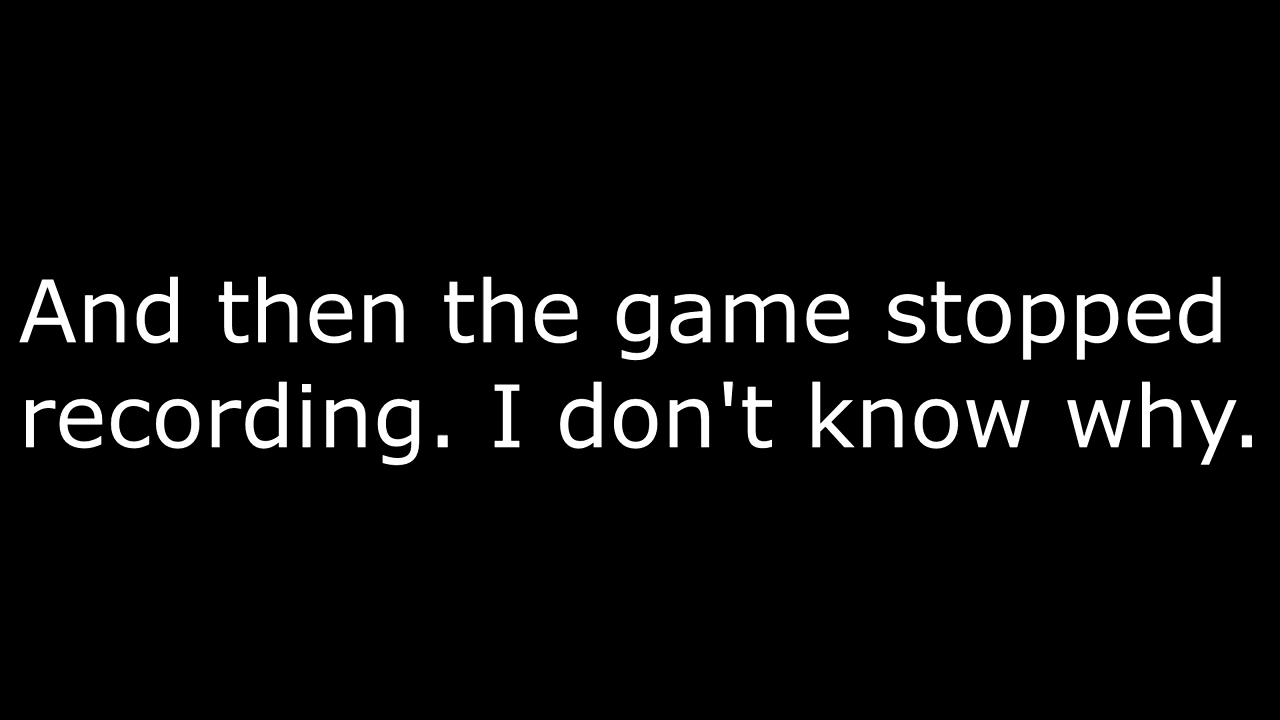 And then the game stopped
recording. I don't know why.